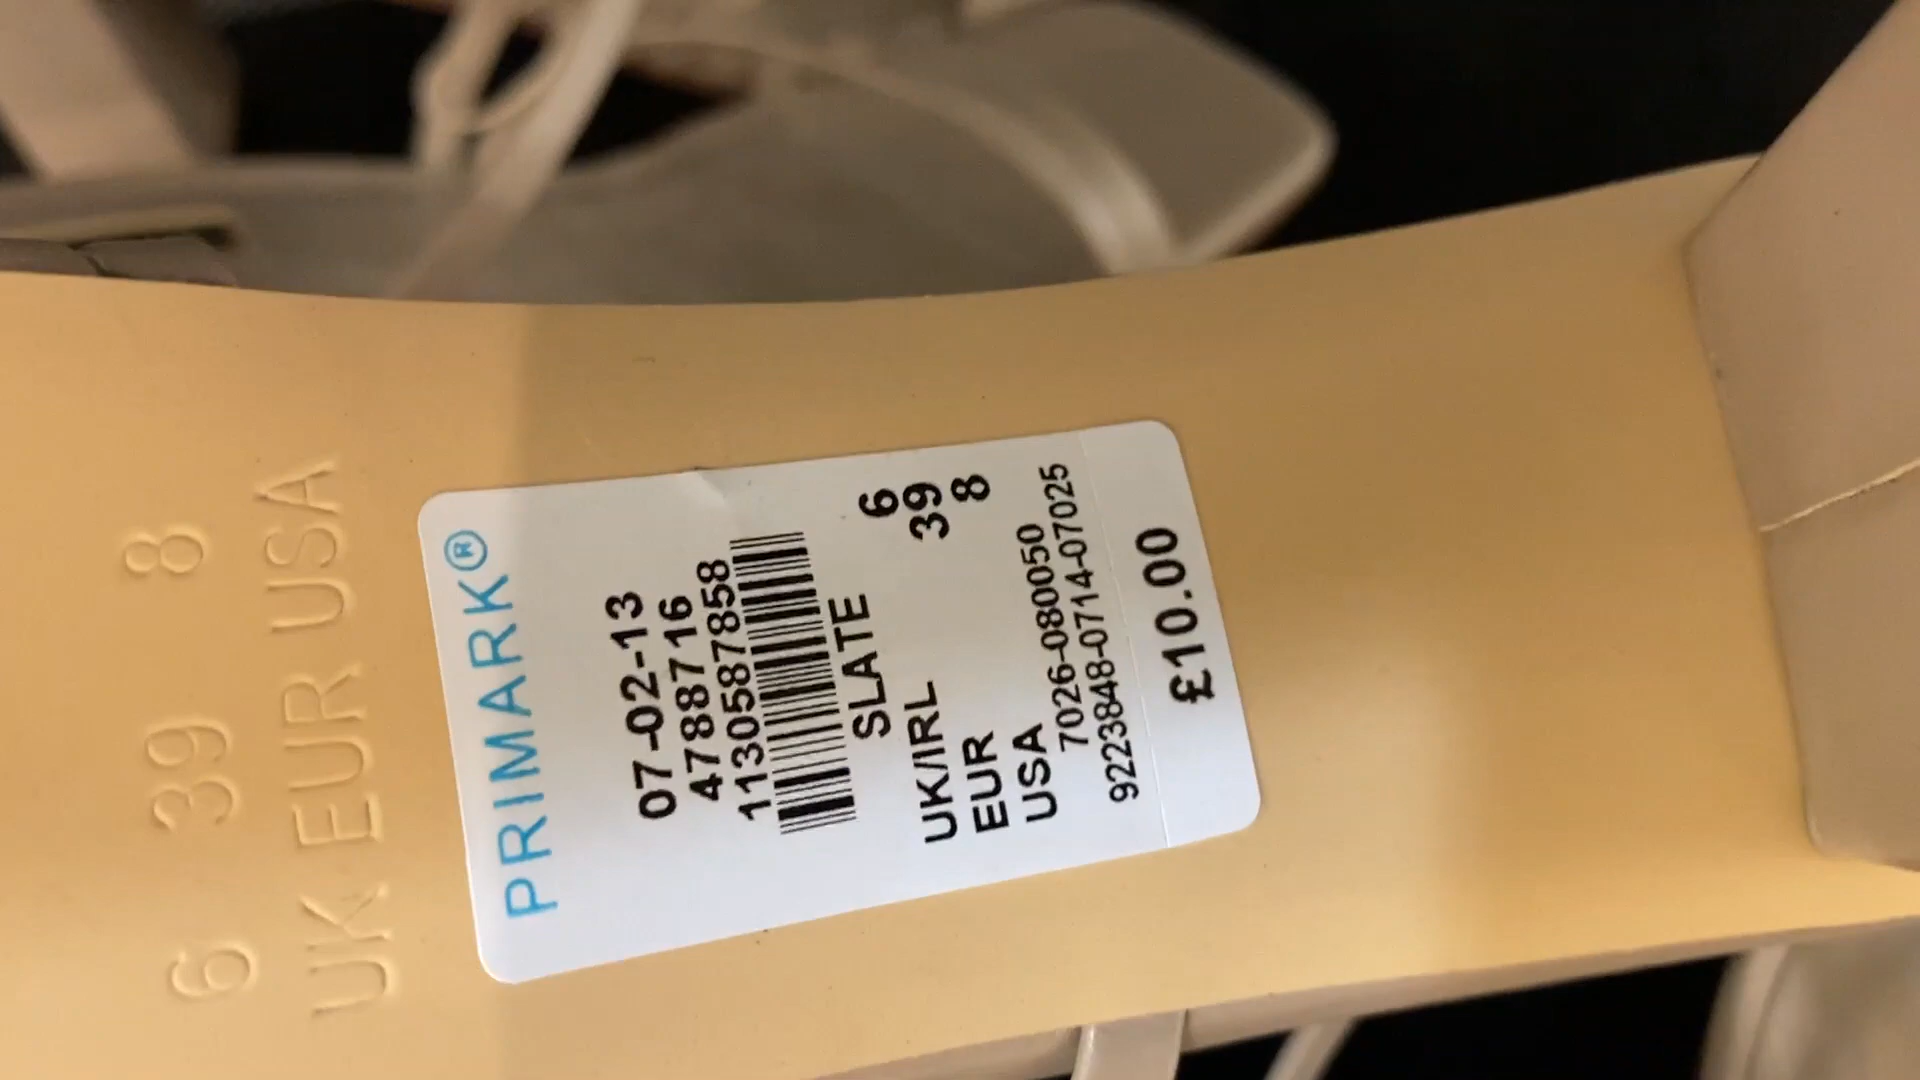 6 39 8
UK EUR USA
PRIMARK®
07-02-13
4788716
113058787858
SLATE
UK/IRL 6
EUR 39
USA 8
7026-080050
9223848-0714-07025
£10.00